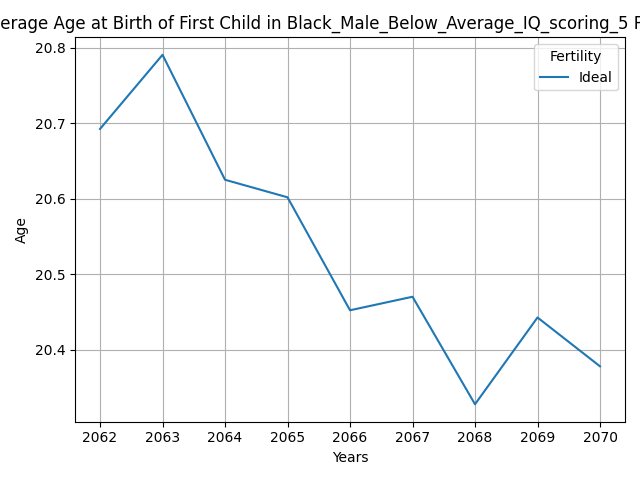 erage Age at Birth of First Child in Black_Male_Below_Average_IQ_scoring_5
Fertility
Ideal
20.8
20.7
20.6
20.5
20.4
Age
2062 2063 2064 2065 2066 2067 2068 2069 2070
Years